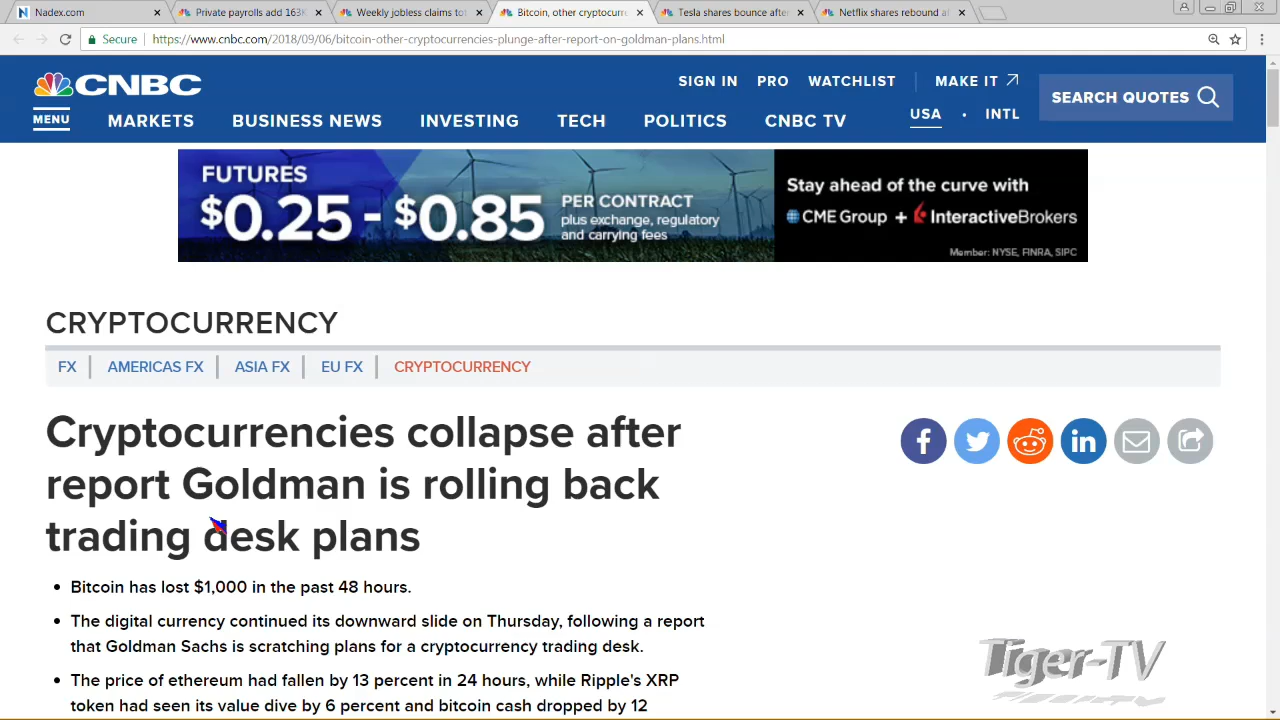 Nadex.com
Private payrolls add 163K
Weekly jobless claims tot
Bitcoin, other cryptocurre
Tesla shares bounce after
Netflix shares rebound af
Secure
https://www.cnbc.com/2018/09/06/bitcoin-other-cryptocurrencies-plunge-after-report-on-goldman-plans.html
CNBC
SIGN IN PRO WATCHLIST MAKE IT
SEARCH QUOTES
MENU MARKETS BUSINESS NEWS INVESTING TECH POLITICS CNBC TV
USA • INTL
FUTURES
$0.25 - $0.85
PER CONTRACT
plus exchange, regulatory
and carrying fees
Stay ahead of the curve with
CME Group + InteractiveBrokers
Member: NYSE, FINRA, SIPC
CRYPTOCURRENCY
FX | AMERICAS FX | ASIA FX | EU FX | CRYPTOCURRENCY
Cryptocurrencies collapse after
report Goldman is rolling back
trading desk plans
• Bitcoin has lost $1,000 in the past 48 hours.
• The digital currency continued its downward slide on Thursday, following a report
that Goldman Sachs is scratching plans for a cryptocurrency trading desk.
• The price of ethereum had fallen by 13 percent in 24 hours, while Ripple's XRP
token had seen its value dive by 6 percent and bitcoin cash dropped by 12
Tiger-TV